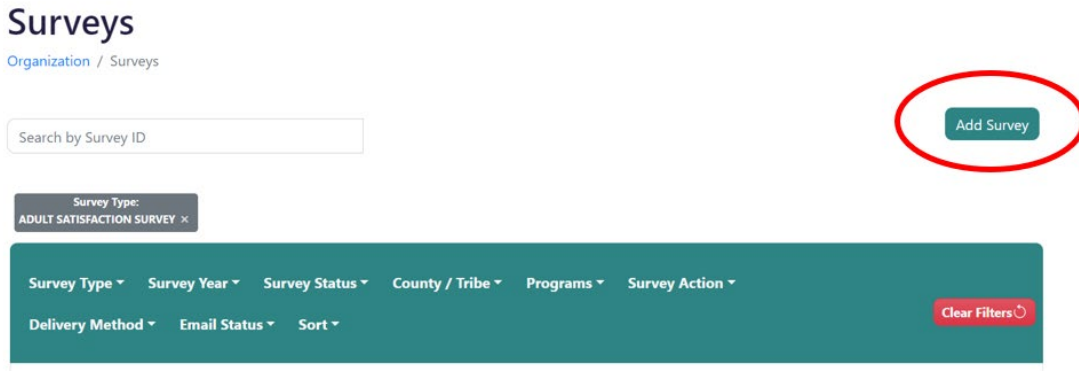 Surveys
Organization / Surveys
Add Survey
Search by Survey ID
Survey Type:
ADULT SATISFACTION SURVEY ×
Survey Type Survey Year Survey Status County / Tribe Programs Survey Action
Clear Filters
Delivery Method Email Status Sort